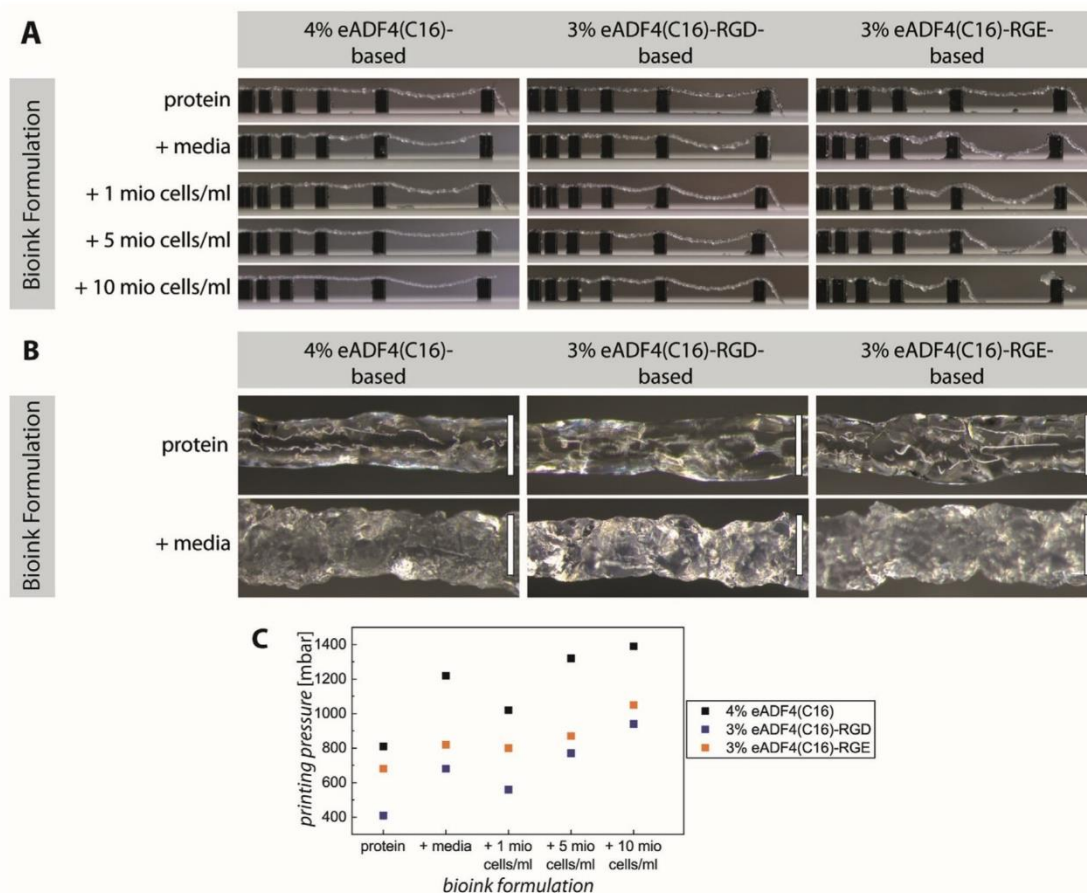 A
4% eADF4(C16)-
based
3% eADF4(C16)-RGD-
based
3% eADF4(C16)-RGE-
based
Bioink Formulation
protein
+ media
+ 1 mio cells/ml
+ 5 mio cells/ml
+ 10 mio cells/ml
B
4% eADF4(C16)-
based
3% eADF4(C16)-RGD-
based
3% eADF4(C16)-RGE-
based
Bioink Formulation
protein
+ media
C
printing pressure [mbar]
1400
1200
1000
800
600
400
protein
+ media
+ 1 mio
cells/ml
+ 5 mio
cells/ml
+ 10 mio
cells/ml
bioink formulation
4% eADF4(C16)
3% eADF4(C16)-RGD
3% eADF4(C16)-RGE